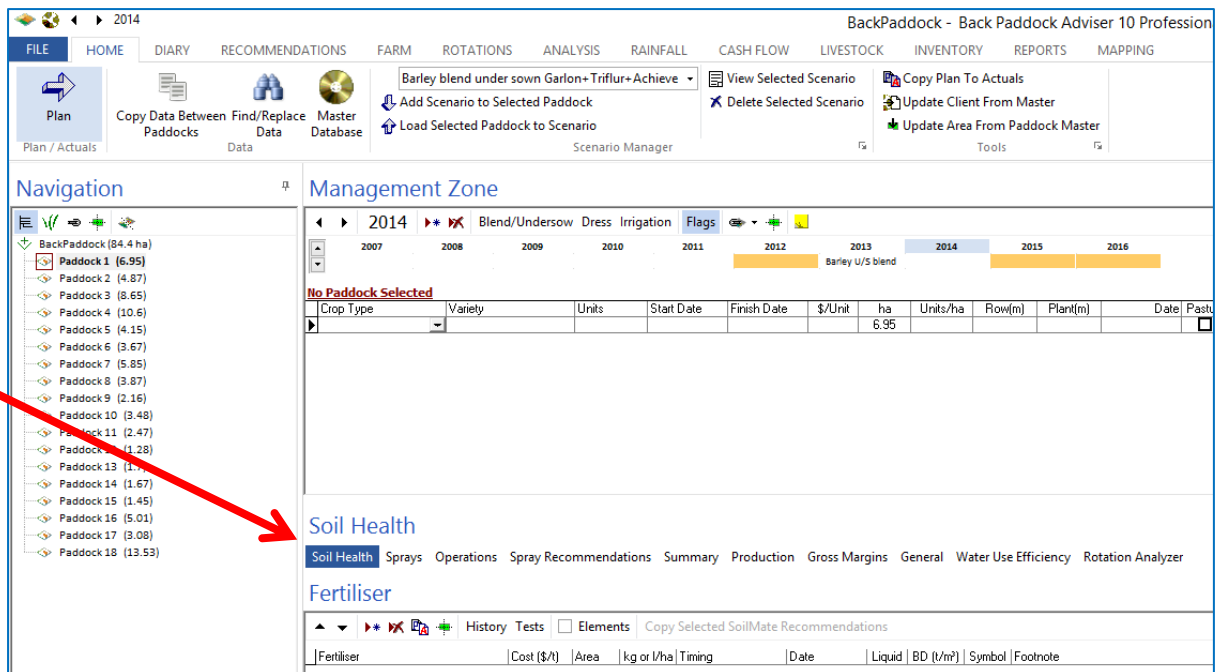 2014
BackPaddock - Back Paddock Adviser 10 Profession
FILE HOME DIARY RECOMMENDATIONS FARM ROTATIONS ANALYSIS RAINFALL CASH FLOW LIVESTOCK INVENTORY REPORTS MAPPING
Plan
Copy Data Between Paddocks
Find/Replace Data
Master Database
Barley blend under sown Garlon+Triflur+Achieve
Add Scenario to Selected Paddock
Load Selected Paddock to Scenario
View Selected Scenario
Delete Selected Scenario
Copy Plan To Actuals
Update Client From Master
Update Area From Paddock Master
Plan / Actuals Data Scenario Manager Tools
Navigation
BackPaddock (84.4 ha)
Paddock 1 (6.95)
Paddock 2 (4.87)
Paddock 3 (8.65)
Paddock 4 (10.6)
Paddock 5 (4.15)
Paddock 6 (3.67)
Paddock 7 (5.85)
Paddock 8 (3.87)
Paddock 9 (2.16)
Paddock 10 (3.48)
Paddock 11 (2.47)
(1.28)
Paddock 13
Paddock 14 (1.67)
Paddock 15 (1.45)
Paddock 16 (5.01)
Paddock 17 (3.08)
Paddock 18 (13.53)
Management Zone
2014 Blend/Undersow Dress Irrigation Flags
2007 2008 2009 2010 2011 2012 2013 2014 2015 2016
Barley U/S blend
No Paddock Selected
Crop Type Variety Units Start Date Finish Date $/Unit ha Units/ha Row(m) Plant(m) Date Pastu
6.95
Soil Health
Soil Health Sprays Operations Spray Recommendations Summary Production Gross Margins General Water Use Efficiency Rotation Analyzer
Fertiliser
History Tests Elements Copy Selected SoilMate Recommendations
Fertiliser Cost ($/t) Area kg or l/ha Timing Date Liquid BD (t/m³) Symbol Footnote